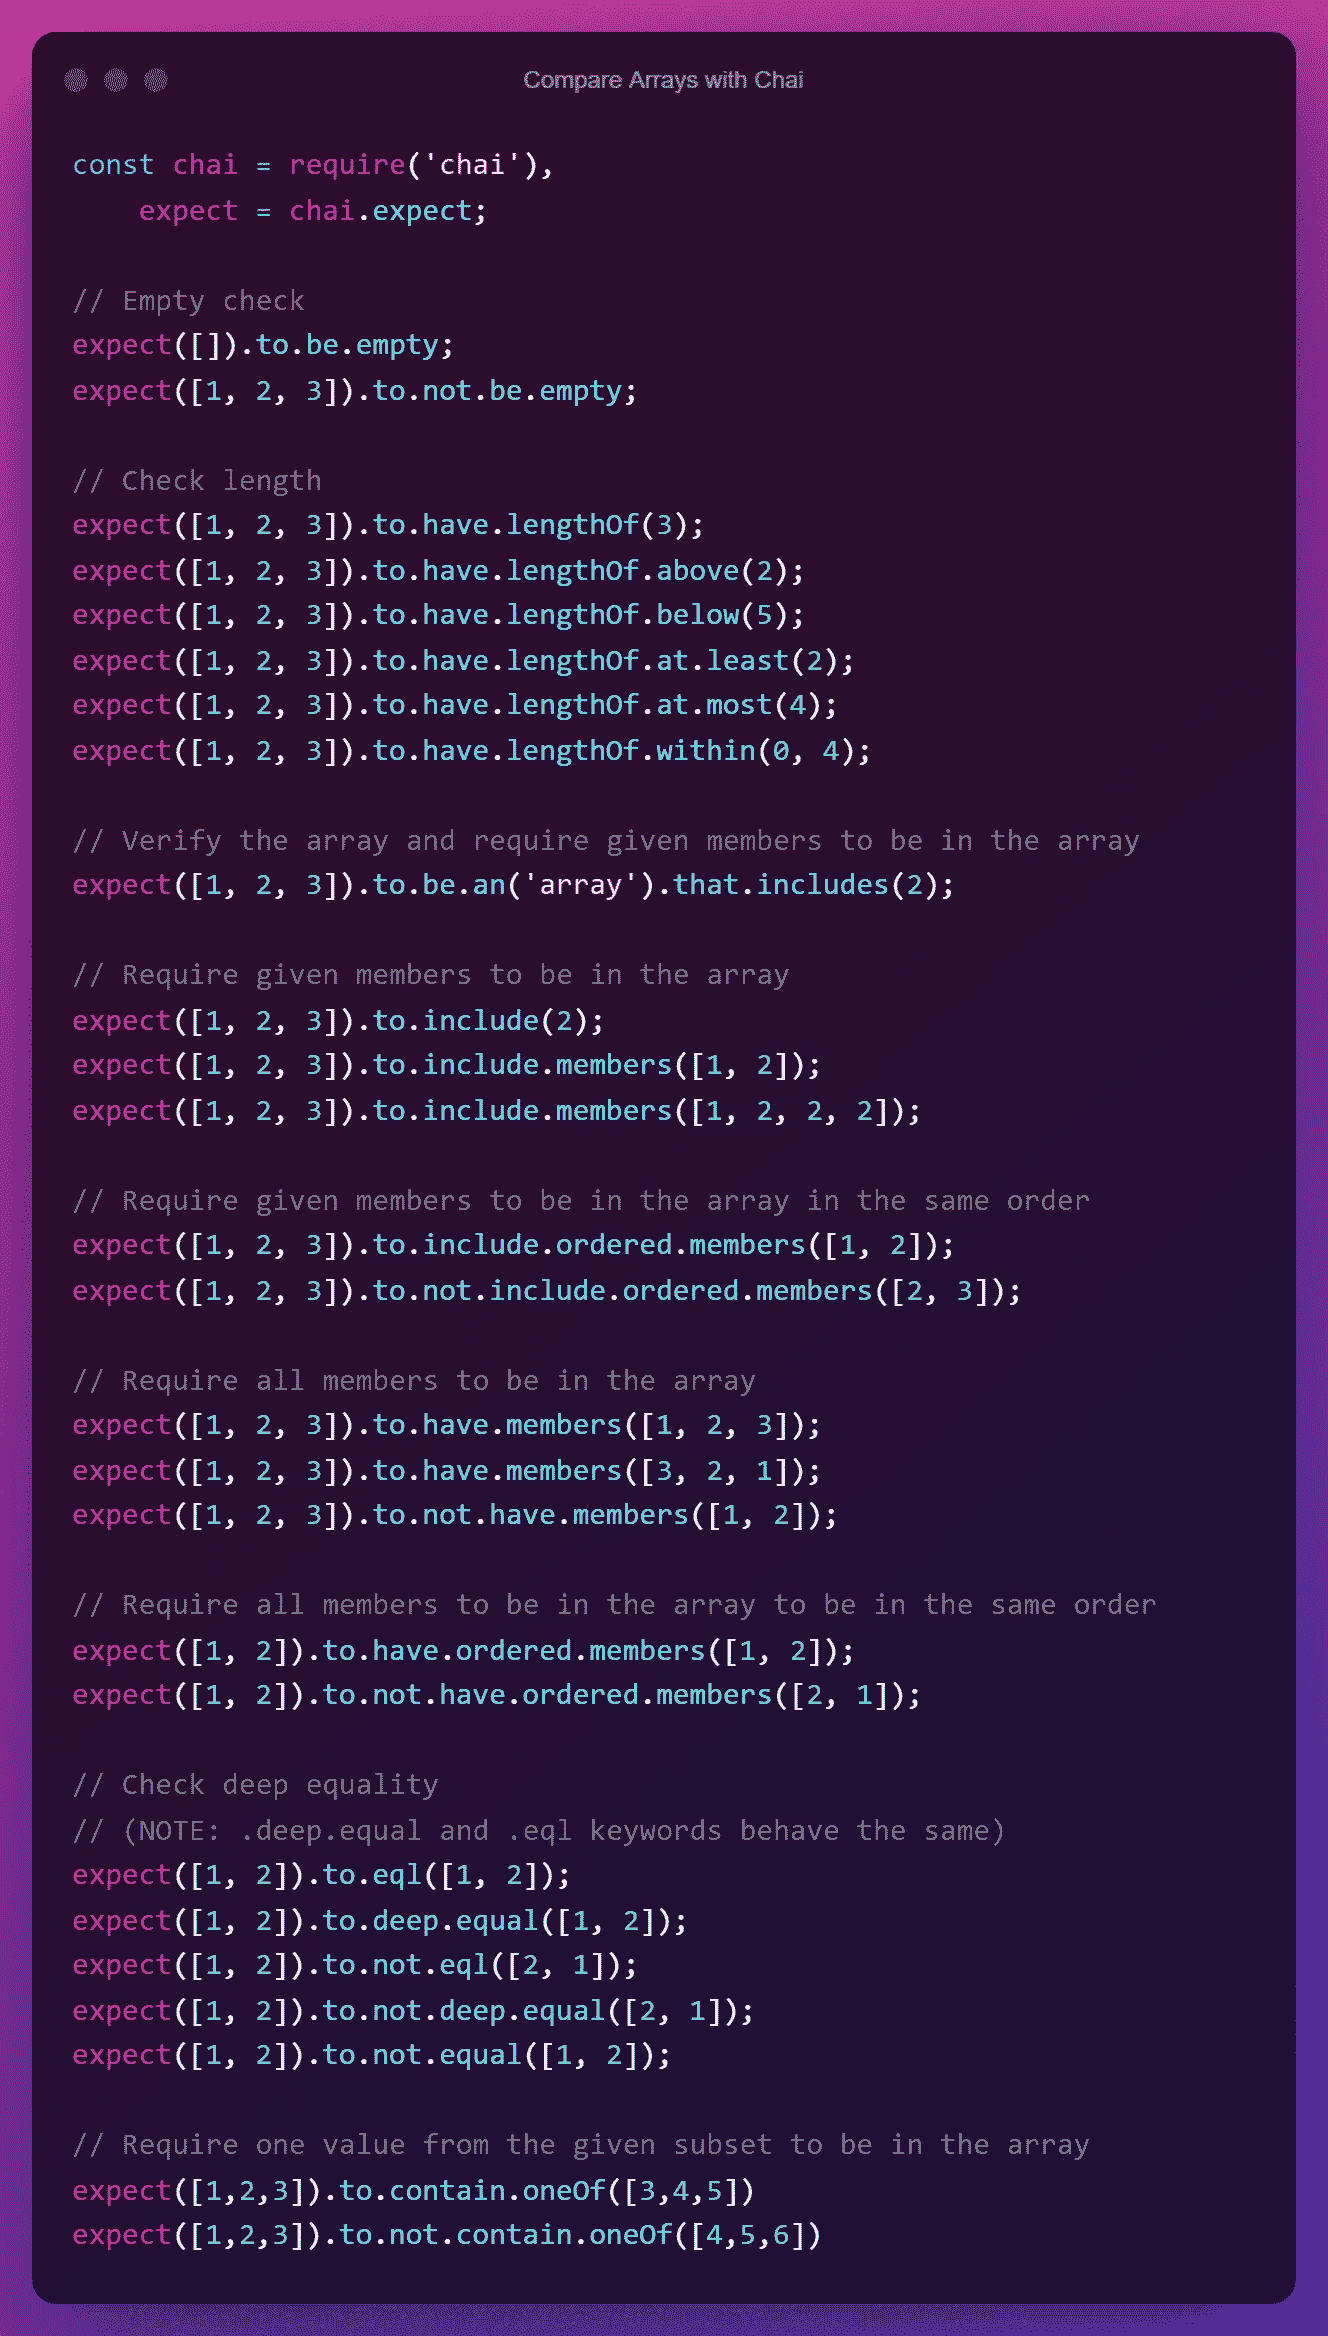 Compare Arrays with Chai
const chai = require('chai'),
    expect = chai.expect;
// Empty check
expect([]).to.be.empty;
expect([1, 2, 3]).to.not.be.empty;
// Check length
expect([1, 2, 3]).to.have.lengthOf(3);
expect([1, 2, 3]).to.have.lengthOf.above(2);
expect([1, 2, 3]).to.have.lengthOf.below(5);
expect([1, 2, 3]).to.have.lengthOf.at.least(2);
expect([1, 2, 3]).to.have.lengthOf.at.most(4);
expect([1, 2, 3]).to.have.lengthOf.within(0, 4);
// Verify the array and require given members to be in the array
expect([1, 2, 3]).to.be.an('array').that.includes(2);
// Require given members to be in the array
expect([1, 2, 3]).to.include(2);
expect([1, 2, 3]).to.include.members([1, 2]);
expect([1, 2, 3]).to.include.members([1, 2, 2, 2]);
// Require given members to be in the array in the same order
expect([1, 2, 3]).to.include.ordered.members([1, 2]);
expect([1, 2, 3]).to.not.include.ordered.members([2, 3]);
// Require all members to be in the array
expect([1, 2, 3]).to.have.members([1, 2, 3]);
expect([1, 2, 3]).to.have.members([3, 2, 1]);
expect([1, 2, 3]).to.not.have.members([1, 2]);
// Require all members to be in the array to be in the same order
expect([1, 2]).to.have.ordered.members([1, 2]);
expect([1, 2]).to.not.have.ordered.members([2, 1]);
// Check deep equality
// (NOTE: .deep.equal and .eql keywords behave the same)
expect([1, 2]).to.eql([1, 2]);
expect([1, 2]).to.deep.equal([1, 2]);
expect([1, 2]).to.not.eql([2, 1]);
expect([1, 2]).to.not.deep.equal([2, 1]);
expect([1, 2]).to.not.equal([1, 2]);
// Require one value from the given subset to be in the array
expect([1,2,3]).to.contain.oneOf([3,4,5])
expect([1,2,3]).to.not.contain.oneOf([4,5,6])